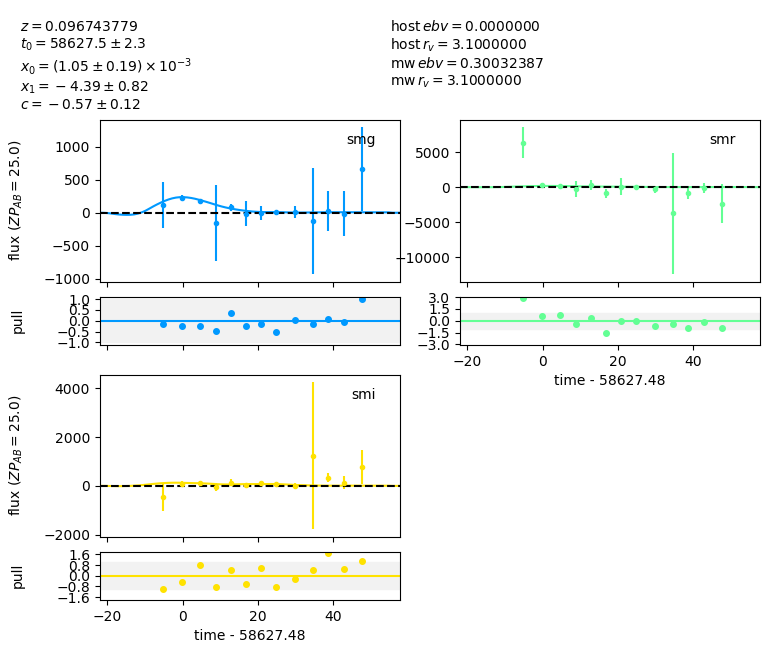 z = 0.096743779
t₀ = 58627.5 ± 2.3
x₀ = (1.05 ± 0.19) × 10⁻³
x₁ = −4.39 ± 0.82
c = −0.57 ± 0.12
host ebv = 0.0000000
host r_v = 3.1000000
mw ebv = 0.30032387
mw r_v = 3.1000000
smg
1000
500
0
−500
−1000
flux (ZP_AB = 25.0)
smr
5000
0
−5000
−10000
1.0
0.5
0.0
−0.5
−1.0
pull
3.0
1.5
0.0
−1.5
−3.0
−20 0 20 40
time - 58627.48
smi
4000
2000
0
−2000
flux (ZP_AB = 25.0)
1.6
0.8
0.0
−0.8
−1.6
pull
−20 0 20 40
time - 58627.48